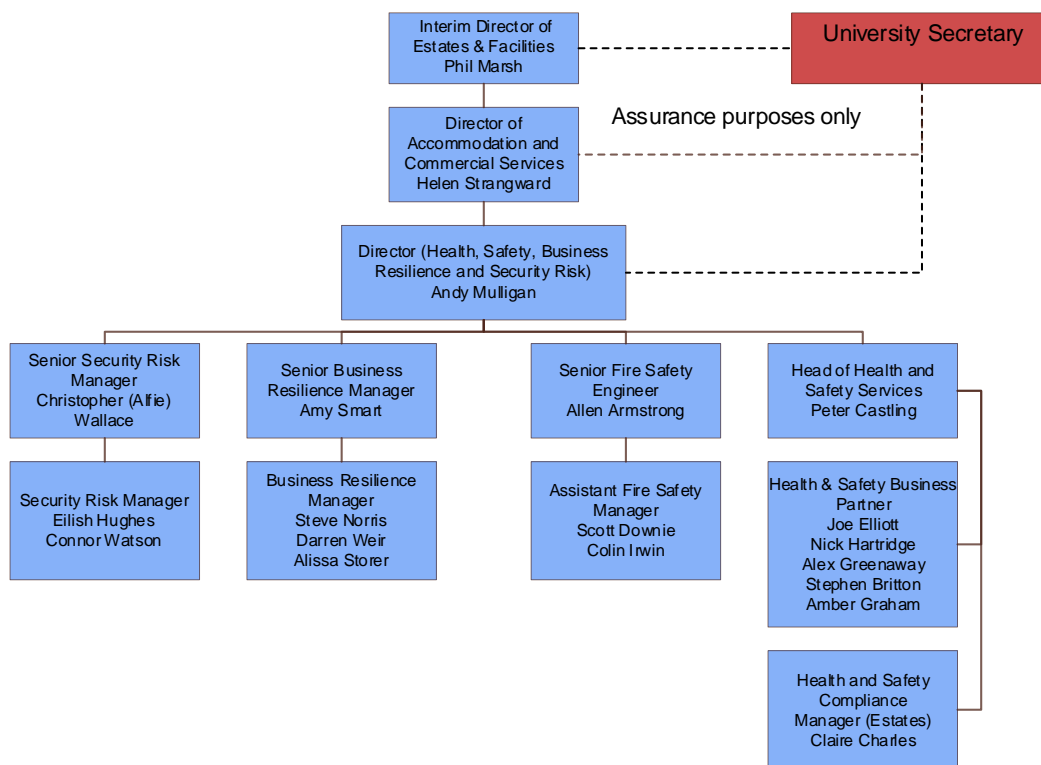 Interim Director of
Estates & Facilities
Phil Marsh
University Secretary
Assurance purposes only
Director of
Accommodation and
Commercial Services
Helen Strangward
Director (Health, Safety, Business
Resilience and Security Risk)
Andy Mulligan
Senior Security Risk
Manager
Christopher (Alfie)
Wallace
Senior Business
Resilience Manager
Amy Smart
Senior Fire Safety
Engineer
Allen Armstrong
Head of Health and
Safety Services
Peter Castling
Security Risk Manager
Eilish Hughes
Connor Watson
Business Resilience
Manager
Steve Norris
Darren Weir
Alissa Storer
Assistant Fire Safety
Manager
Scott Downie
Colin Irwin
Health & Safety Business
Partner
Joe Elliott
Nick Hartridge
Alex Greenaway
Stephen Britton
Amber Graham
Health and Safety
Compliance
Manager (Estates)
Claire Charles